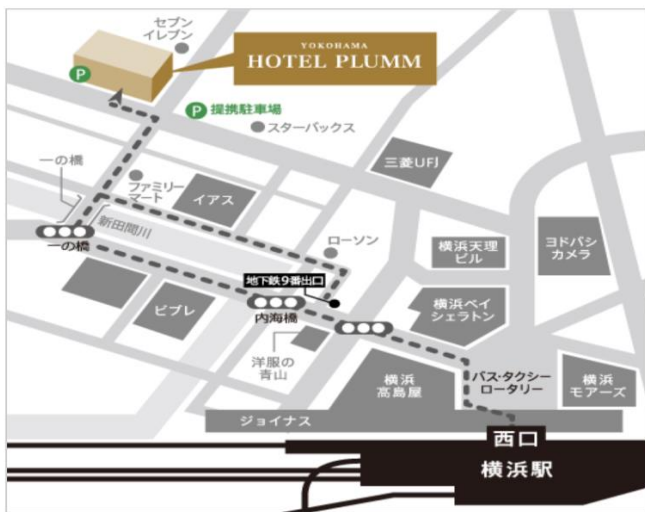 セブン
イレブン
YOKOHAMA
HOTEL PLUMM
P
P 提携駐車場
スターバックス
三菱UFJ
一の橋
ファミリー
マート
イアス
新田間川
一の橋
ローソン
横浜天理
ビル
ヨドバシ
カメラ
地下鉄9番出口
ビブレ
内海橋
横浜ベイ
シェラトン
洋服の
青山
横浜
高島屋
バス・タクシー
ロータリー
横浜
モアーズ
ジョイナス
西口
横浜駅